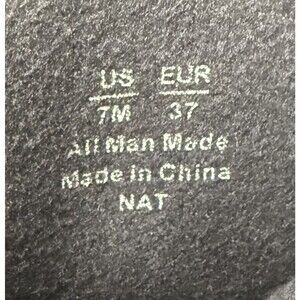 US EUR
7M 37
All Man Made
Made in China
NAT